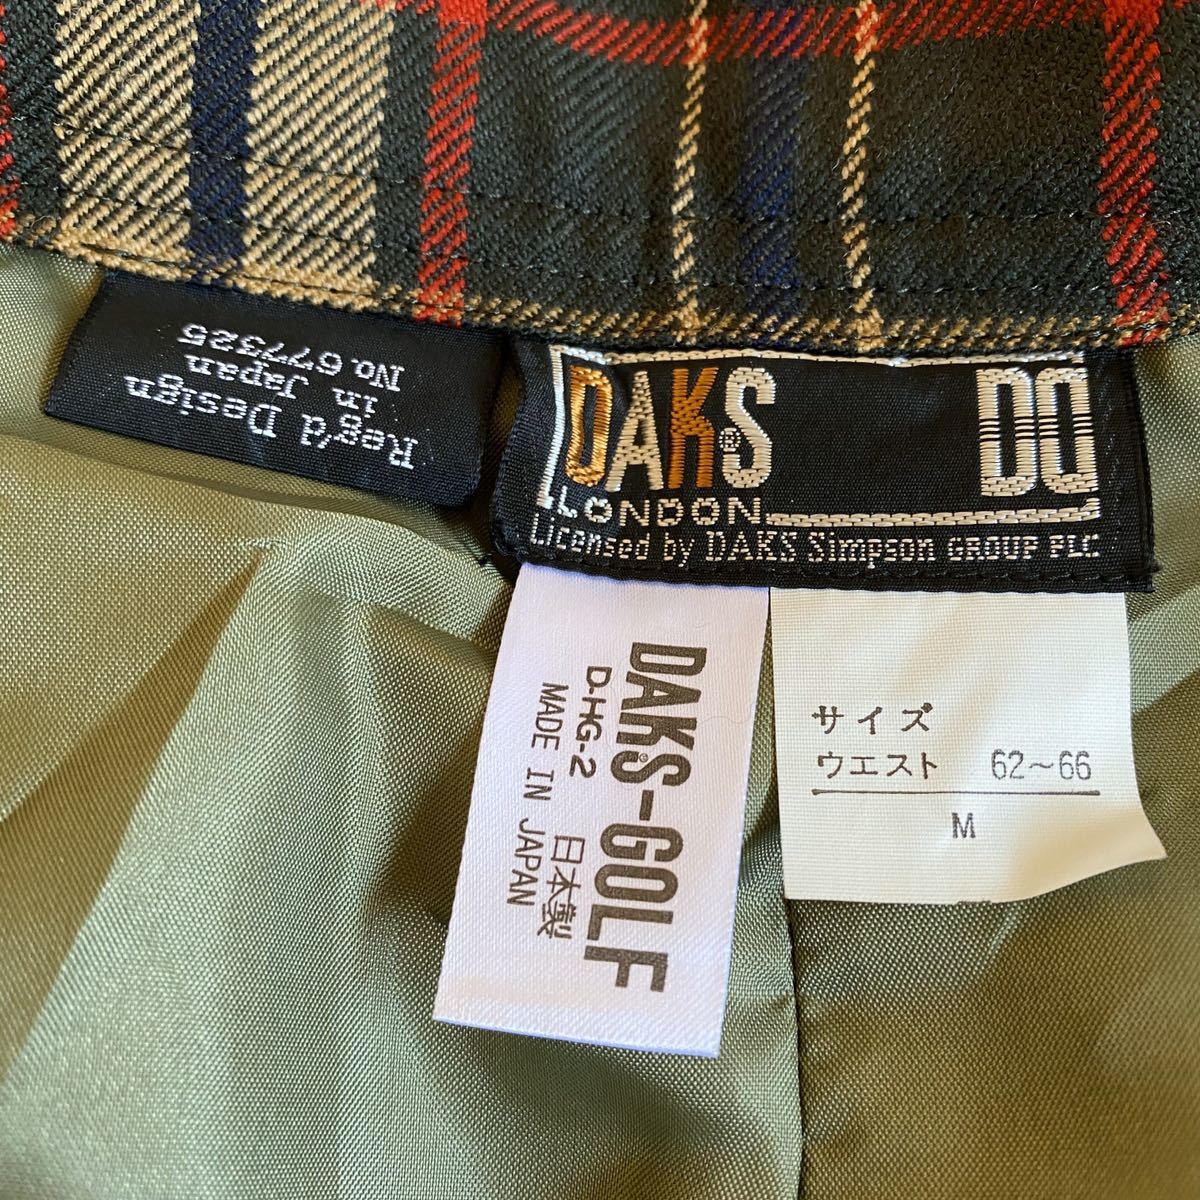 Reg'd Design
in Japan
No.677325
DAKS® DD
LONDON
Licensed by DAKS Simpson GROUP PLC
DAKS®-GOLF
D-HG-2 日本製
MADE IN JAPAN
サイズ
ウエスト 62~66
M